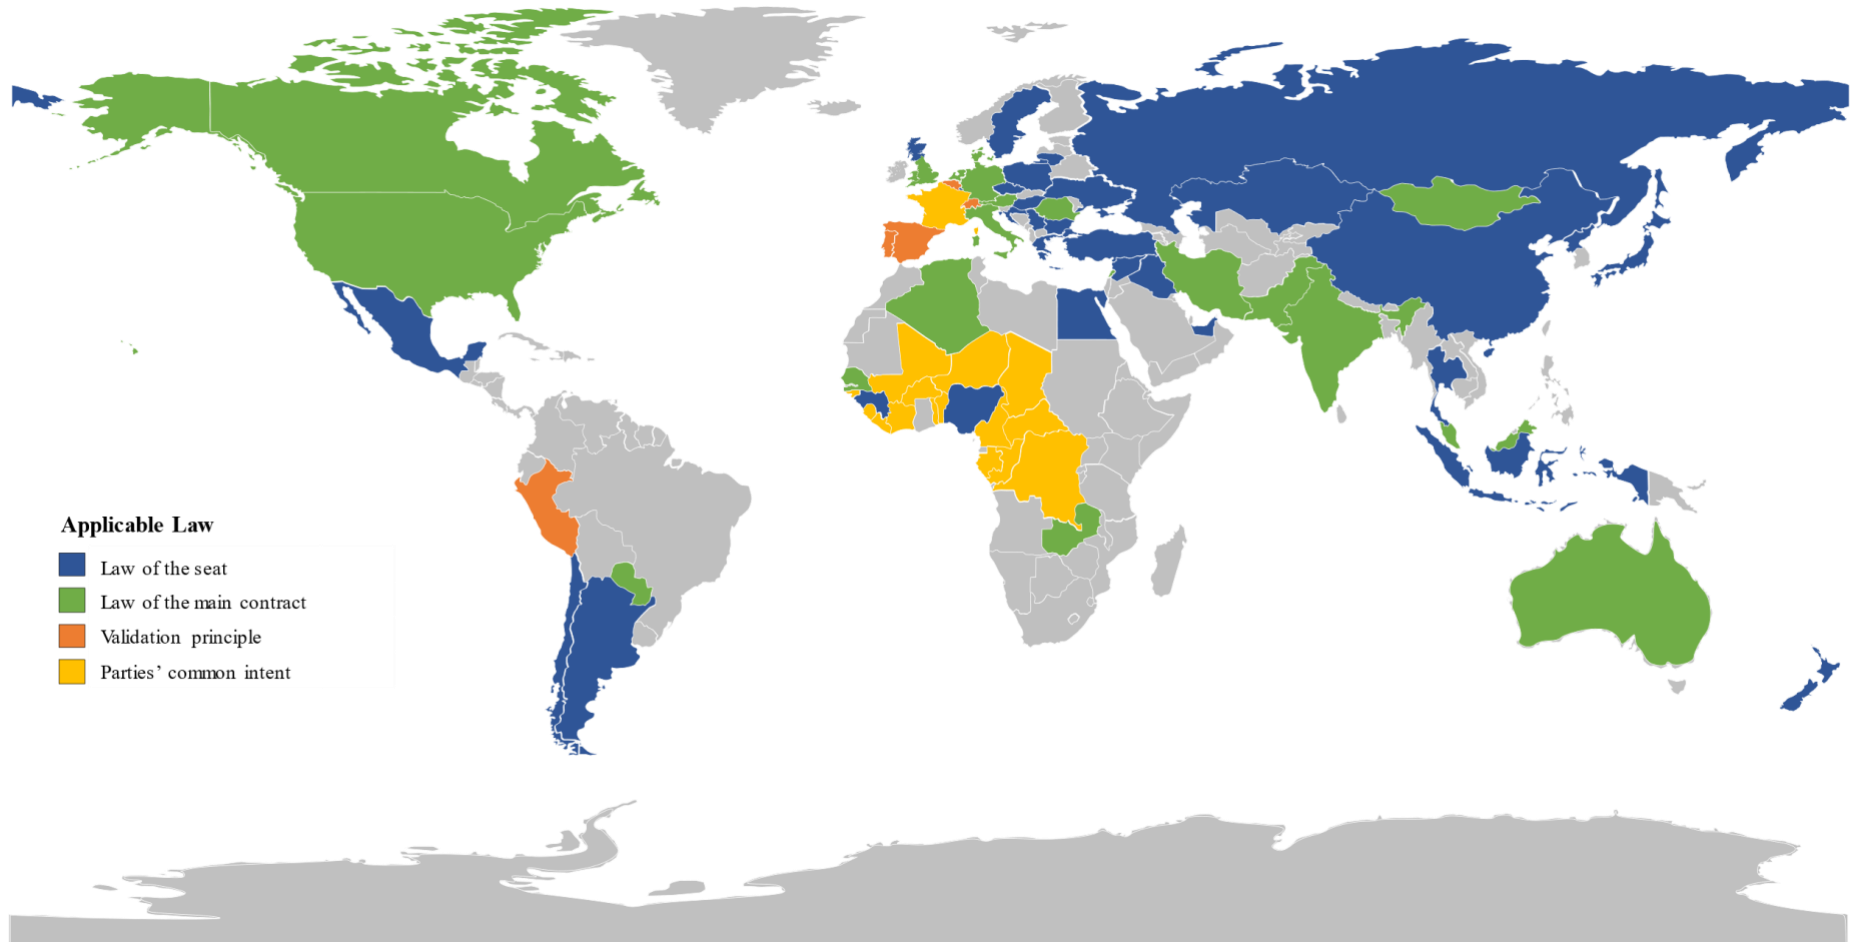 Applicable Law
Law of the seat
Law of the main contract
Validation principle
Parties’ common intent